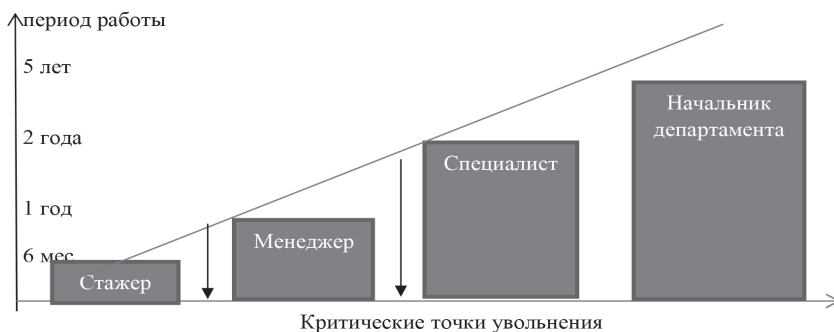 период работы
5 лет
2 года
1 год
6 мес
Стажер
Менеджер
Специалист
Начальник
департамента
Критические точки увольнения